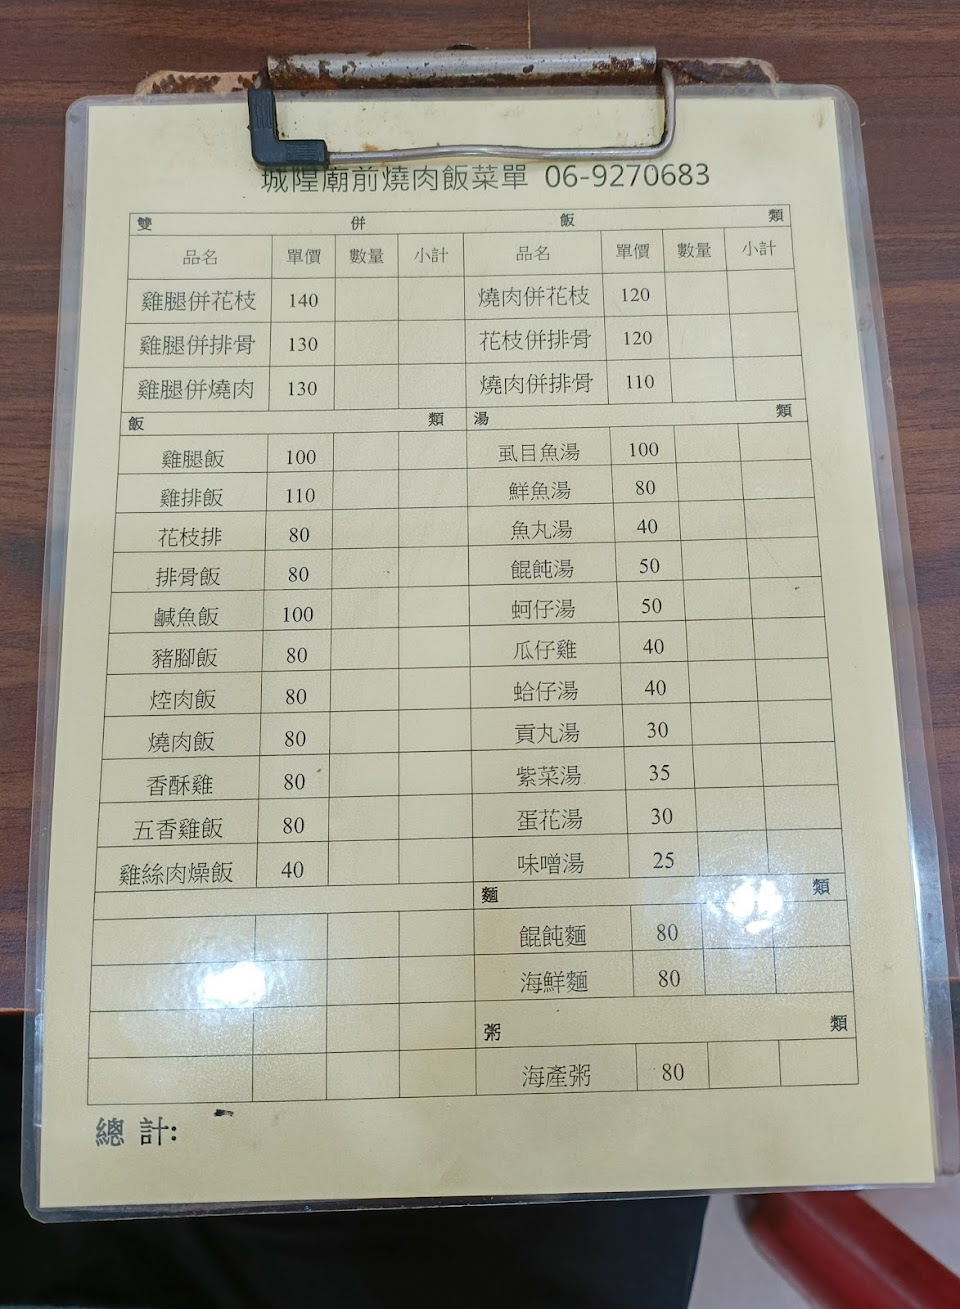 城隍廟前燒肉飯菜單 06-9270683
雙 併 飯 類
品名 單價 數量 小計 品名 單價 數量 小計
雞腿併花枝 140 燒肉併花枝 120
雞腿併排骨 130 花枝併排骨 120
雞腿併燒肉 130 燒肉併排骨 110
飯 類 湯 類
雞腿飯 100 虱目魚湯 100
雞排飯 110 鮮魚湯 80
花枝排 80 魚丸湯 40
排骨飯 80 餛飩湯 50
鹹魚飯 100 蚵仔湯 50
豬腳飯 80 瓜仔雞 40
焢肉飯 80 蛤仔湯 40
燒肉飯 80 貢丸湯 30
香酥雞 80 紫菜湯 35
五香雞飯 80 蛋花湯 30
雞絲肉燥飯 40 味噌湯 25
麵 類
餛飩麵 80
海鮮麵 80
粥 類
海產粥 80
總 計: